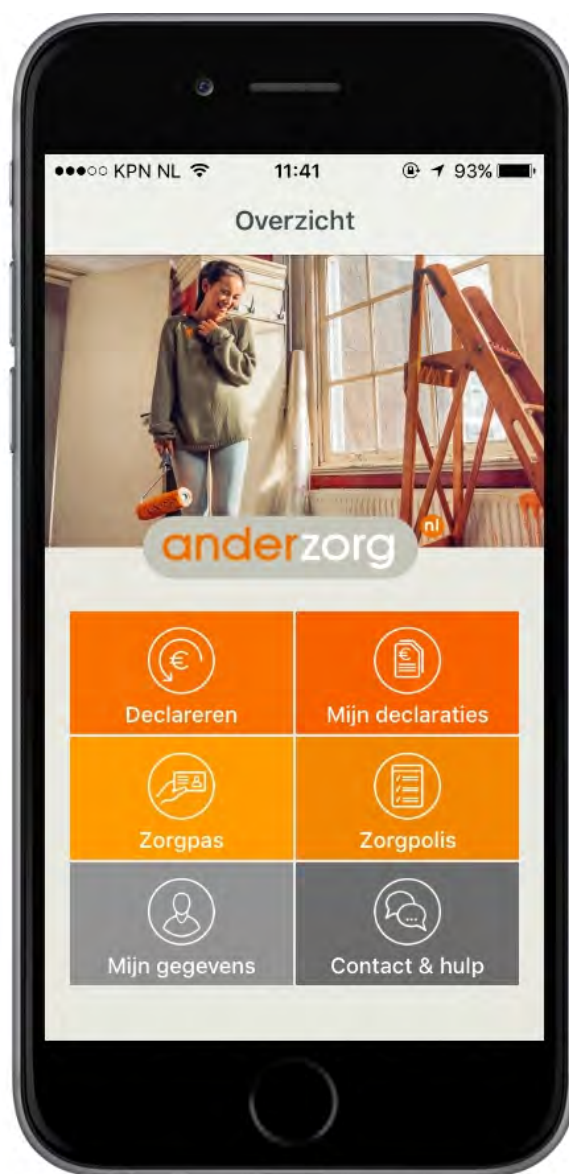 KPN NL 11:41 93%
Overzicht
anderzorg nl
Declareren Mijn declaraties
Zorgpas Zorgpolis
Mijn gegevens Contact & hulp